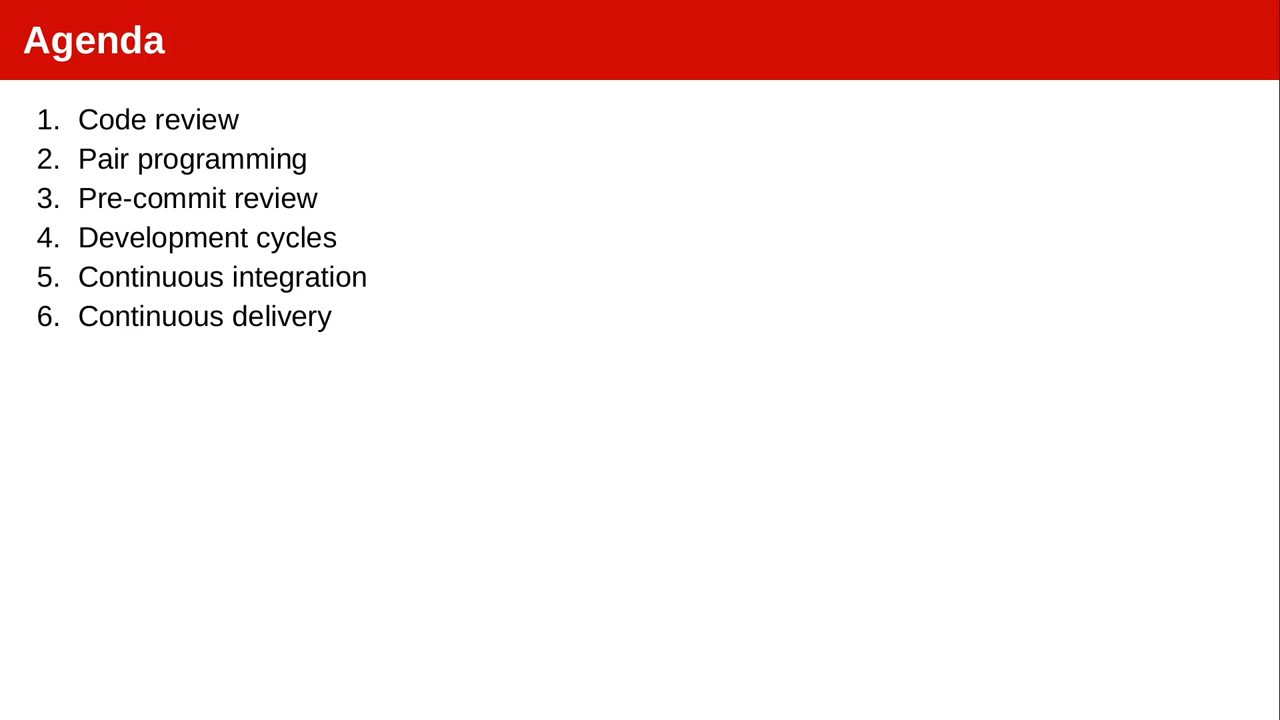 Agenda
1. Code review
2. Pair programming
3. Pre-commit review
4. Development cycles
5. Continuous integration
6. Continuous delivery